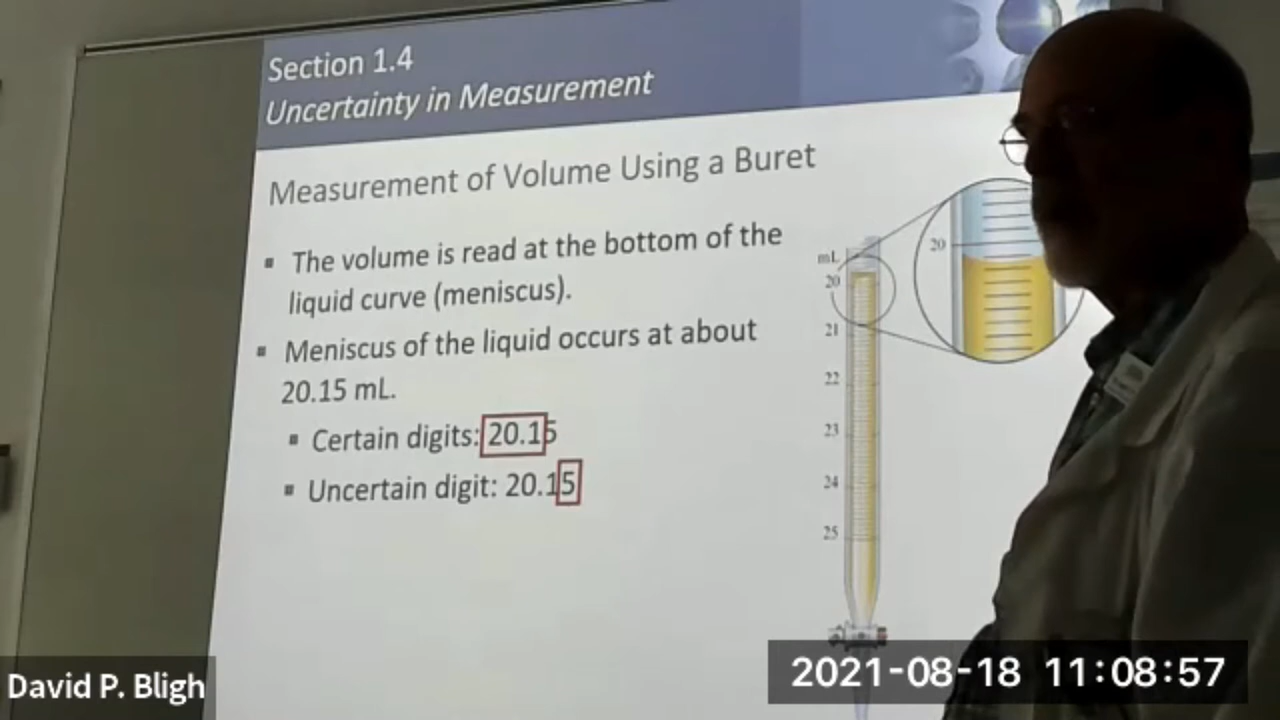 Section 1.4
Uncertainty in Measurement
Measurement of Volume Using a Buret
▪ The volume is read at the bottom of the
liquid curve (meniscus).
▪ Meniscus of the liquid occurs at about
20.15 mL.
▪ Certain digits: 20.15
▪ Uncertain digit: 20.15
mL
20
21
22
23
24
25
20
David P. Bligh
2021-08-18 11:08:57